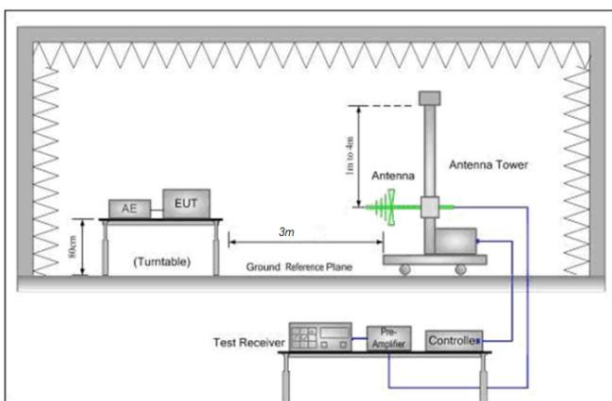 1m to 4m
Antenna
Antenna Tower
AE
EUT
80cm
3m
(Turntable)
Ground Reference Plane
Test Receiver
Pre-
Amplifier
Controller